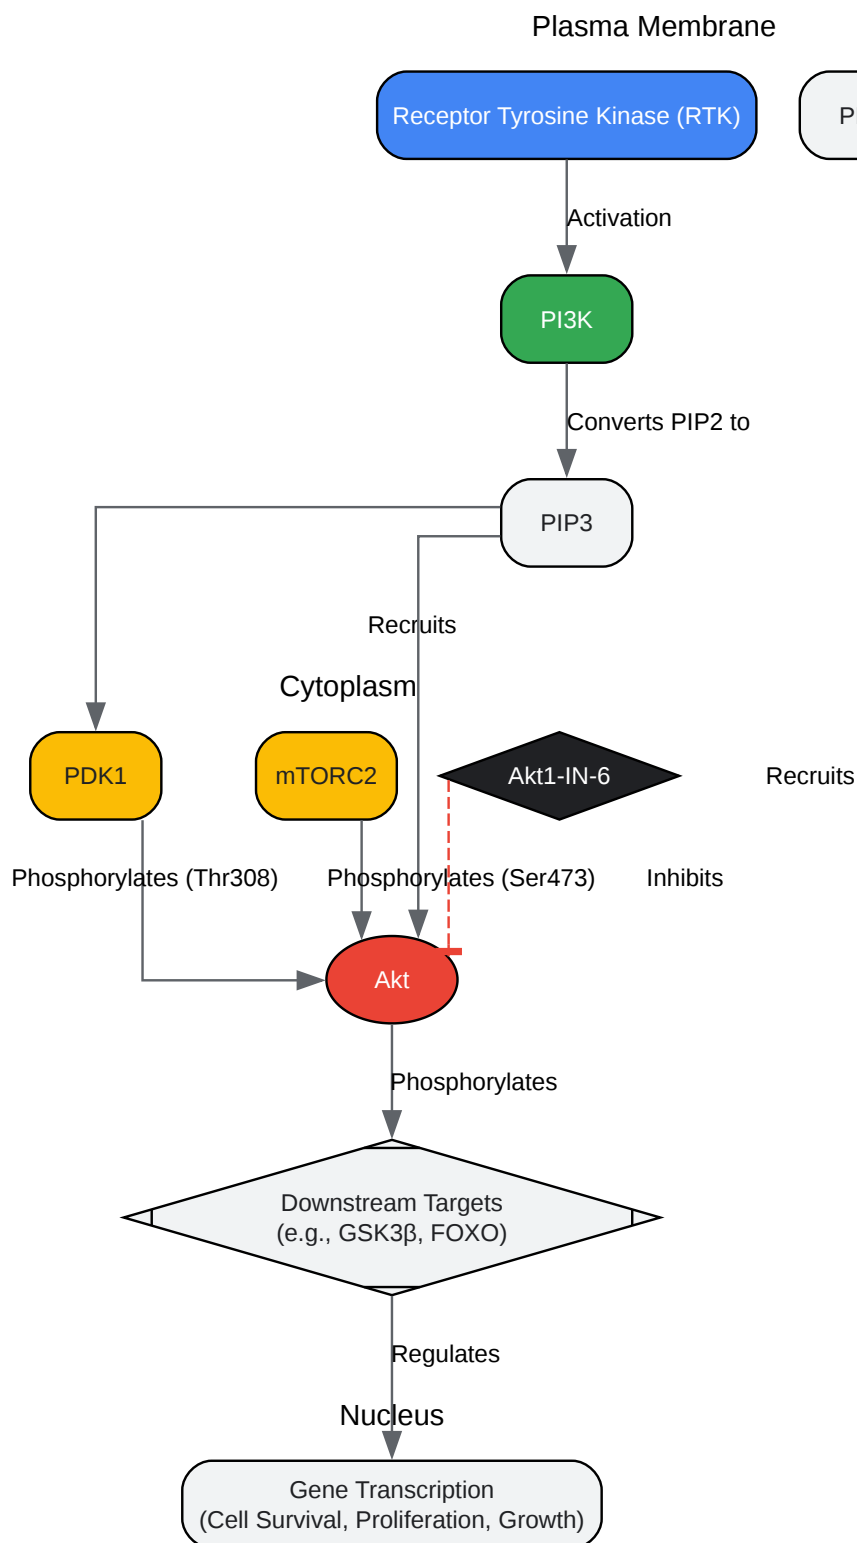 Plasma Membrane
Receptor Tyrosine Kinase (RTK)
Activation
PI3K
Converts PIP2 to
PIP3
Recruits
Cytoplasm
PDK1
mTORC2
Akt1-IN-6
Recruits
Phosphorylates (Thr308)
Phosphorylates (Ser473)
Inhibits
Akt
Phosphorylates
Downstream Targets
(e.g., GSK3β, FOXO)
Regulates
Nucleus
Gene Transcription
(Cell Survival, Proliferation, Growth)